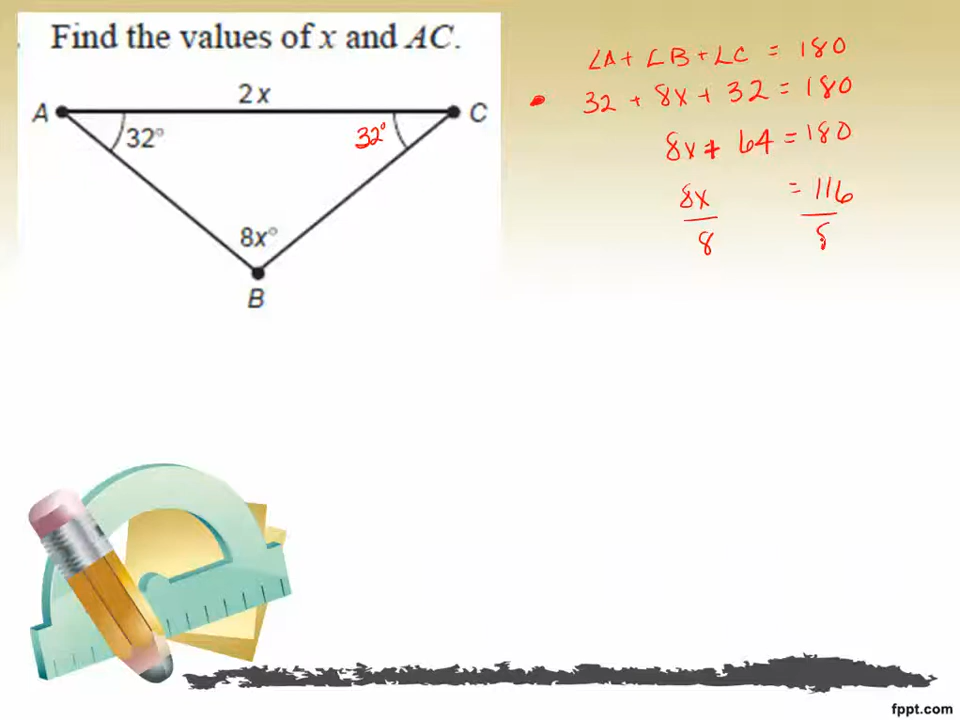 Find the values of x and AC.
∠A + ∠B + ∠C = 180
32 + 8x + 32 = 180
8x + 64 = 180
8x = 116
8 8
2x
A
C
32°
32°
8x°
B
fppt.com